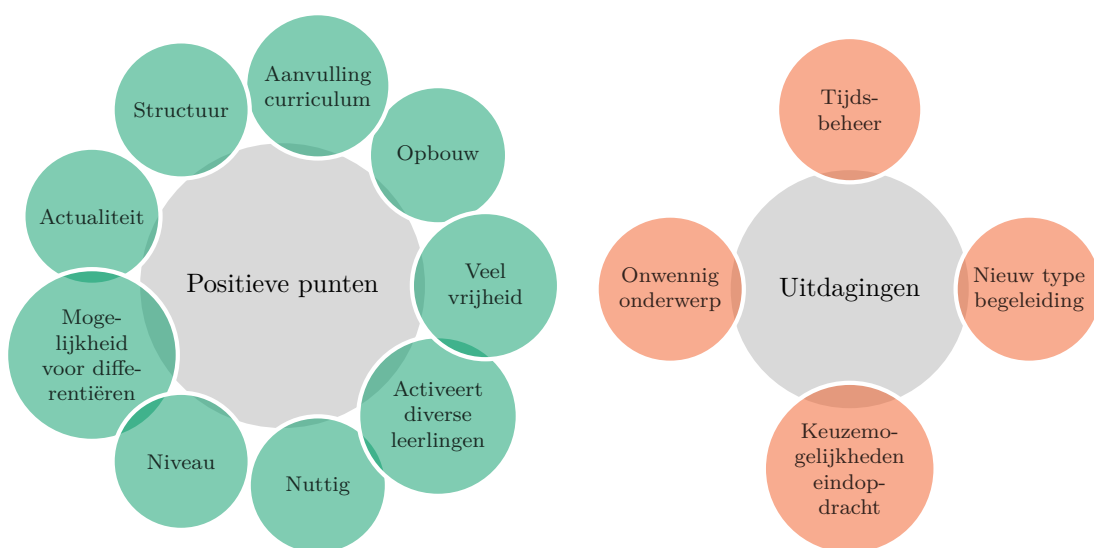 Positieve punten
Aanvulling
curriculum
Opbouw
Veel
vrijheid
Activeert
diverse
leerlingen
Nuttig
Niveau
Moge-
lijkheid
voor diffe-
rentiëren
Actualiteit
Structuur
Uitdagingen
Tijds-
beheer
Nieuw type
begeleiding
Keuzemo-
gelijkheden
eindop-
dracht
Onwennig
onderwerp